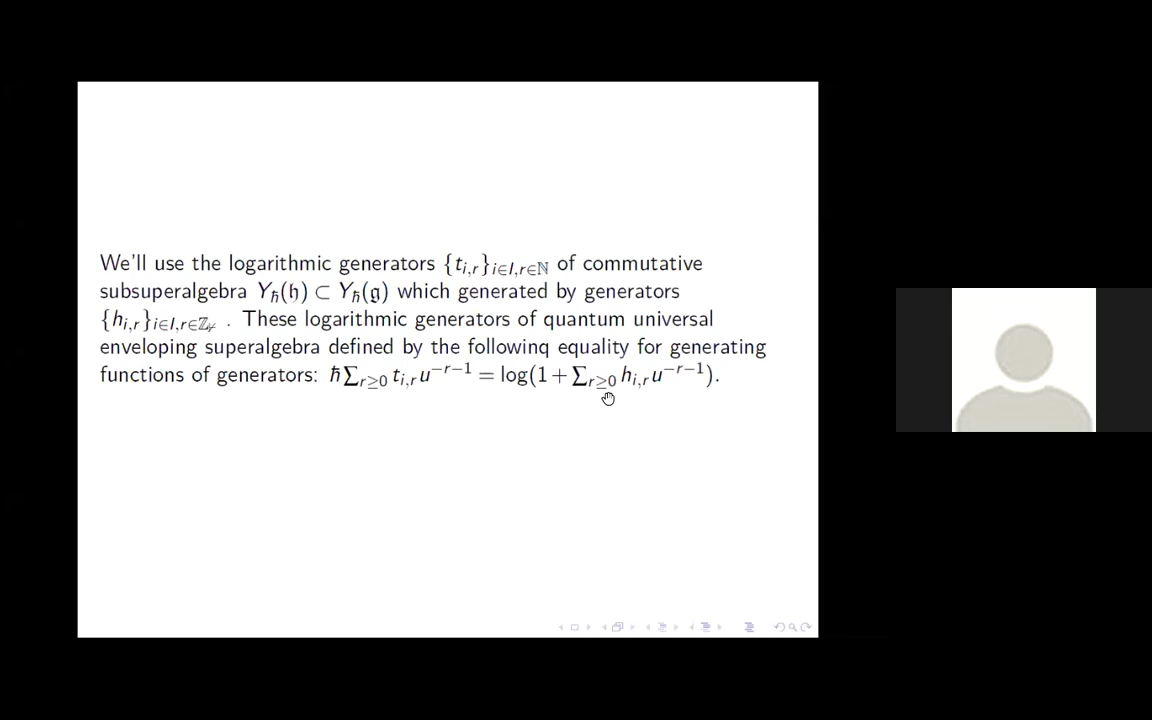 We'll use the logarithmic generators {t_{i,r}}_{i∈I,r∈ℕ} of commutative
subsuperalgebra Y_ℏ(𝔥) ⊂ Y_ℏ(𝔤) which generated by generators
{h_{i,r}}_{i∈I,r∈ℤ₊} . These logarithmic generators of quantum universal
enveloping superalgebra defined by the following equality for generating
functions of generators: ℏ∑_{r≥0} t_{i,r}u^{−r−1} = log(1 + ∑_{r≥0} h_{i,r}u^{−r−1}).